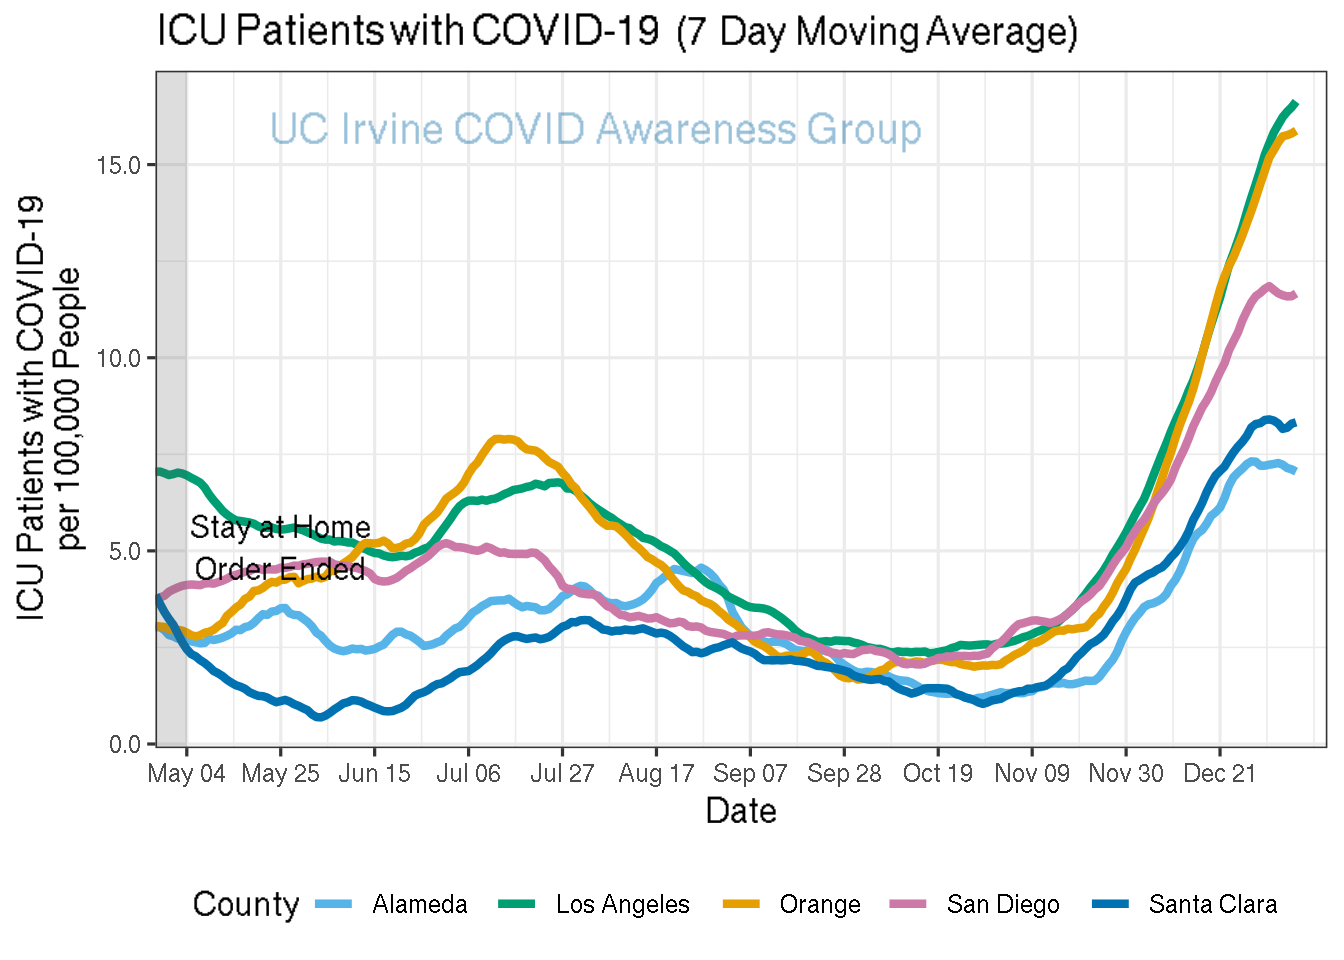 ICU Patients with COVID-19 (7 Day Moving Average)
UC Irvine COVID Awareness Group
ICU Patients with COVID-19
per 100,000 People
15.0
10.0
5.0
0.0
Stay at Home
Order Ended
May 04 May 25 Jun 15 Jul 06 Jul 27 Aug 17 Sep 07 Sep 28 Oct 19 Nov 09 Nov 30 Dec 21
Date
County Alameda Los Angeles Orange San Diego Santa Clara